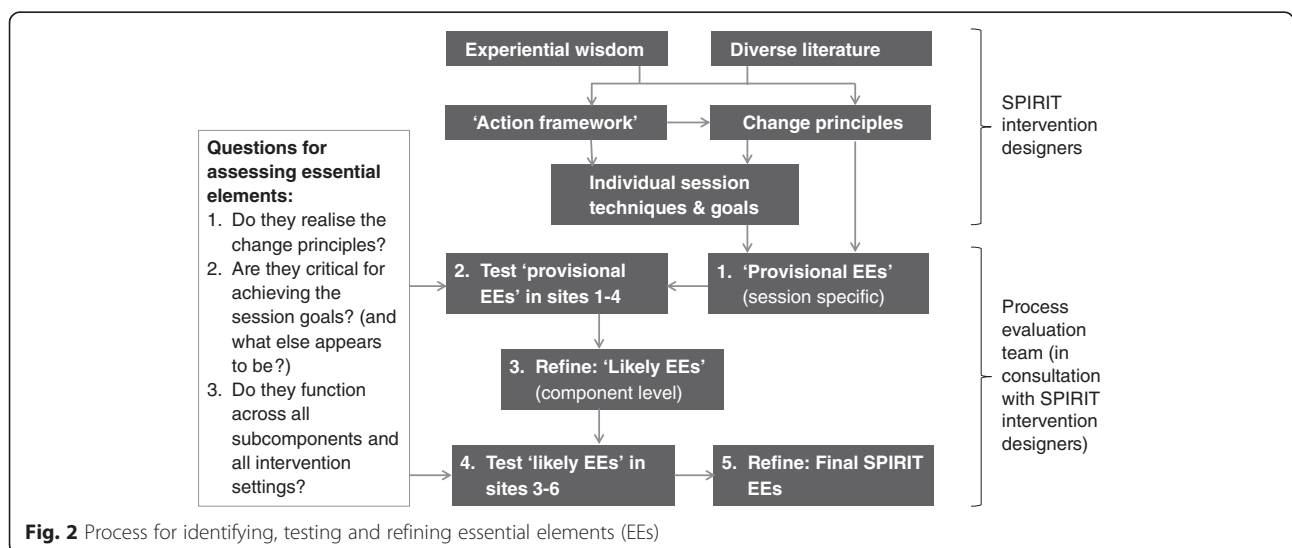 Experiential wisdom
Diverse literature
'Action framework'
Change principles
Individual session
techniques & goals
SPIRIT
intervention
designers
Questions for
assessing essential
elements:
1. Do they realise the
change principles?
2. Are they critical for
achieving the
session goals? (and
what else appears
to be?)
3. Do they function
across all
subcomponents and
all intervention
settings?
1. 'Provisional EEs'
(session specific)
2. Test 'provisional
EEs' in sites 1-4
3. Refine: 'Likely EEs'
(component level)
4. Test 'likely EEs' in
sites 3-6
5. Refine: Final SPIRIT
EEs
Process
evaluation
team (in
consultation
with SPIRIT
intervention
designers)
Fig. 2 Process for identifying, testing and refining essential elements (EEs)